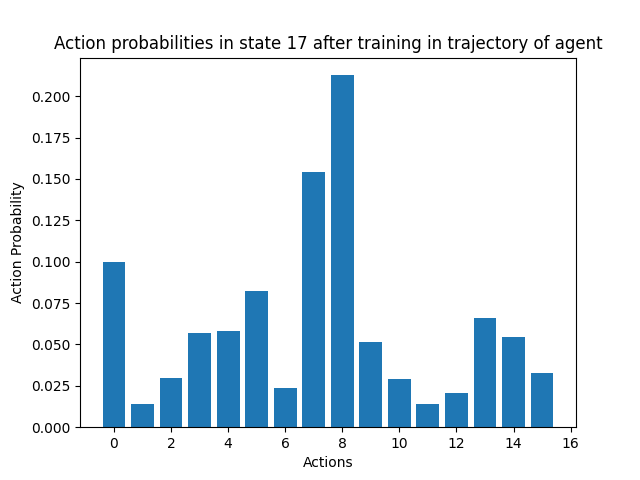 Action probabilities in state 17 after training in trajectory of agent
Action Probability
0.200
0.175
0.150
0.125
0.100
0.075
0.050
0.025
0.000
0 2 4 6 8 10 12 14 16
Actions